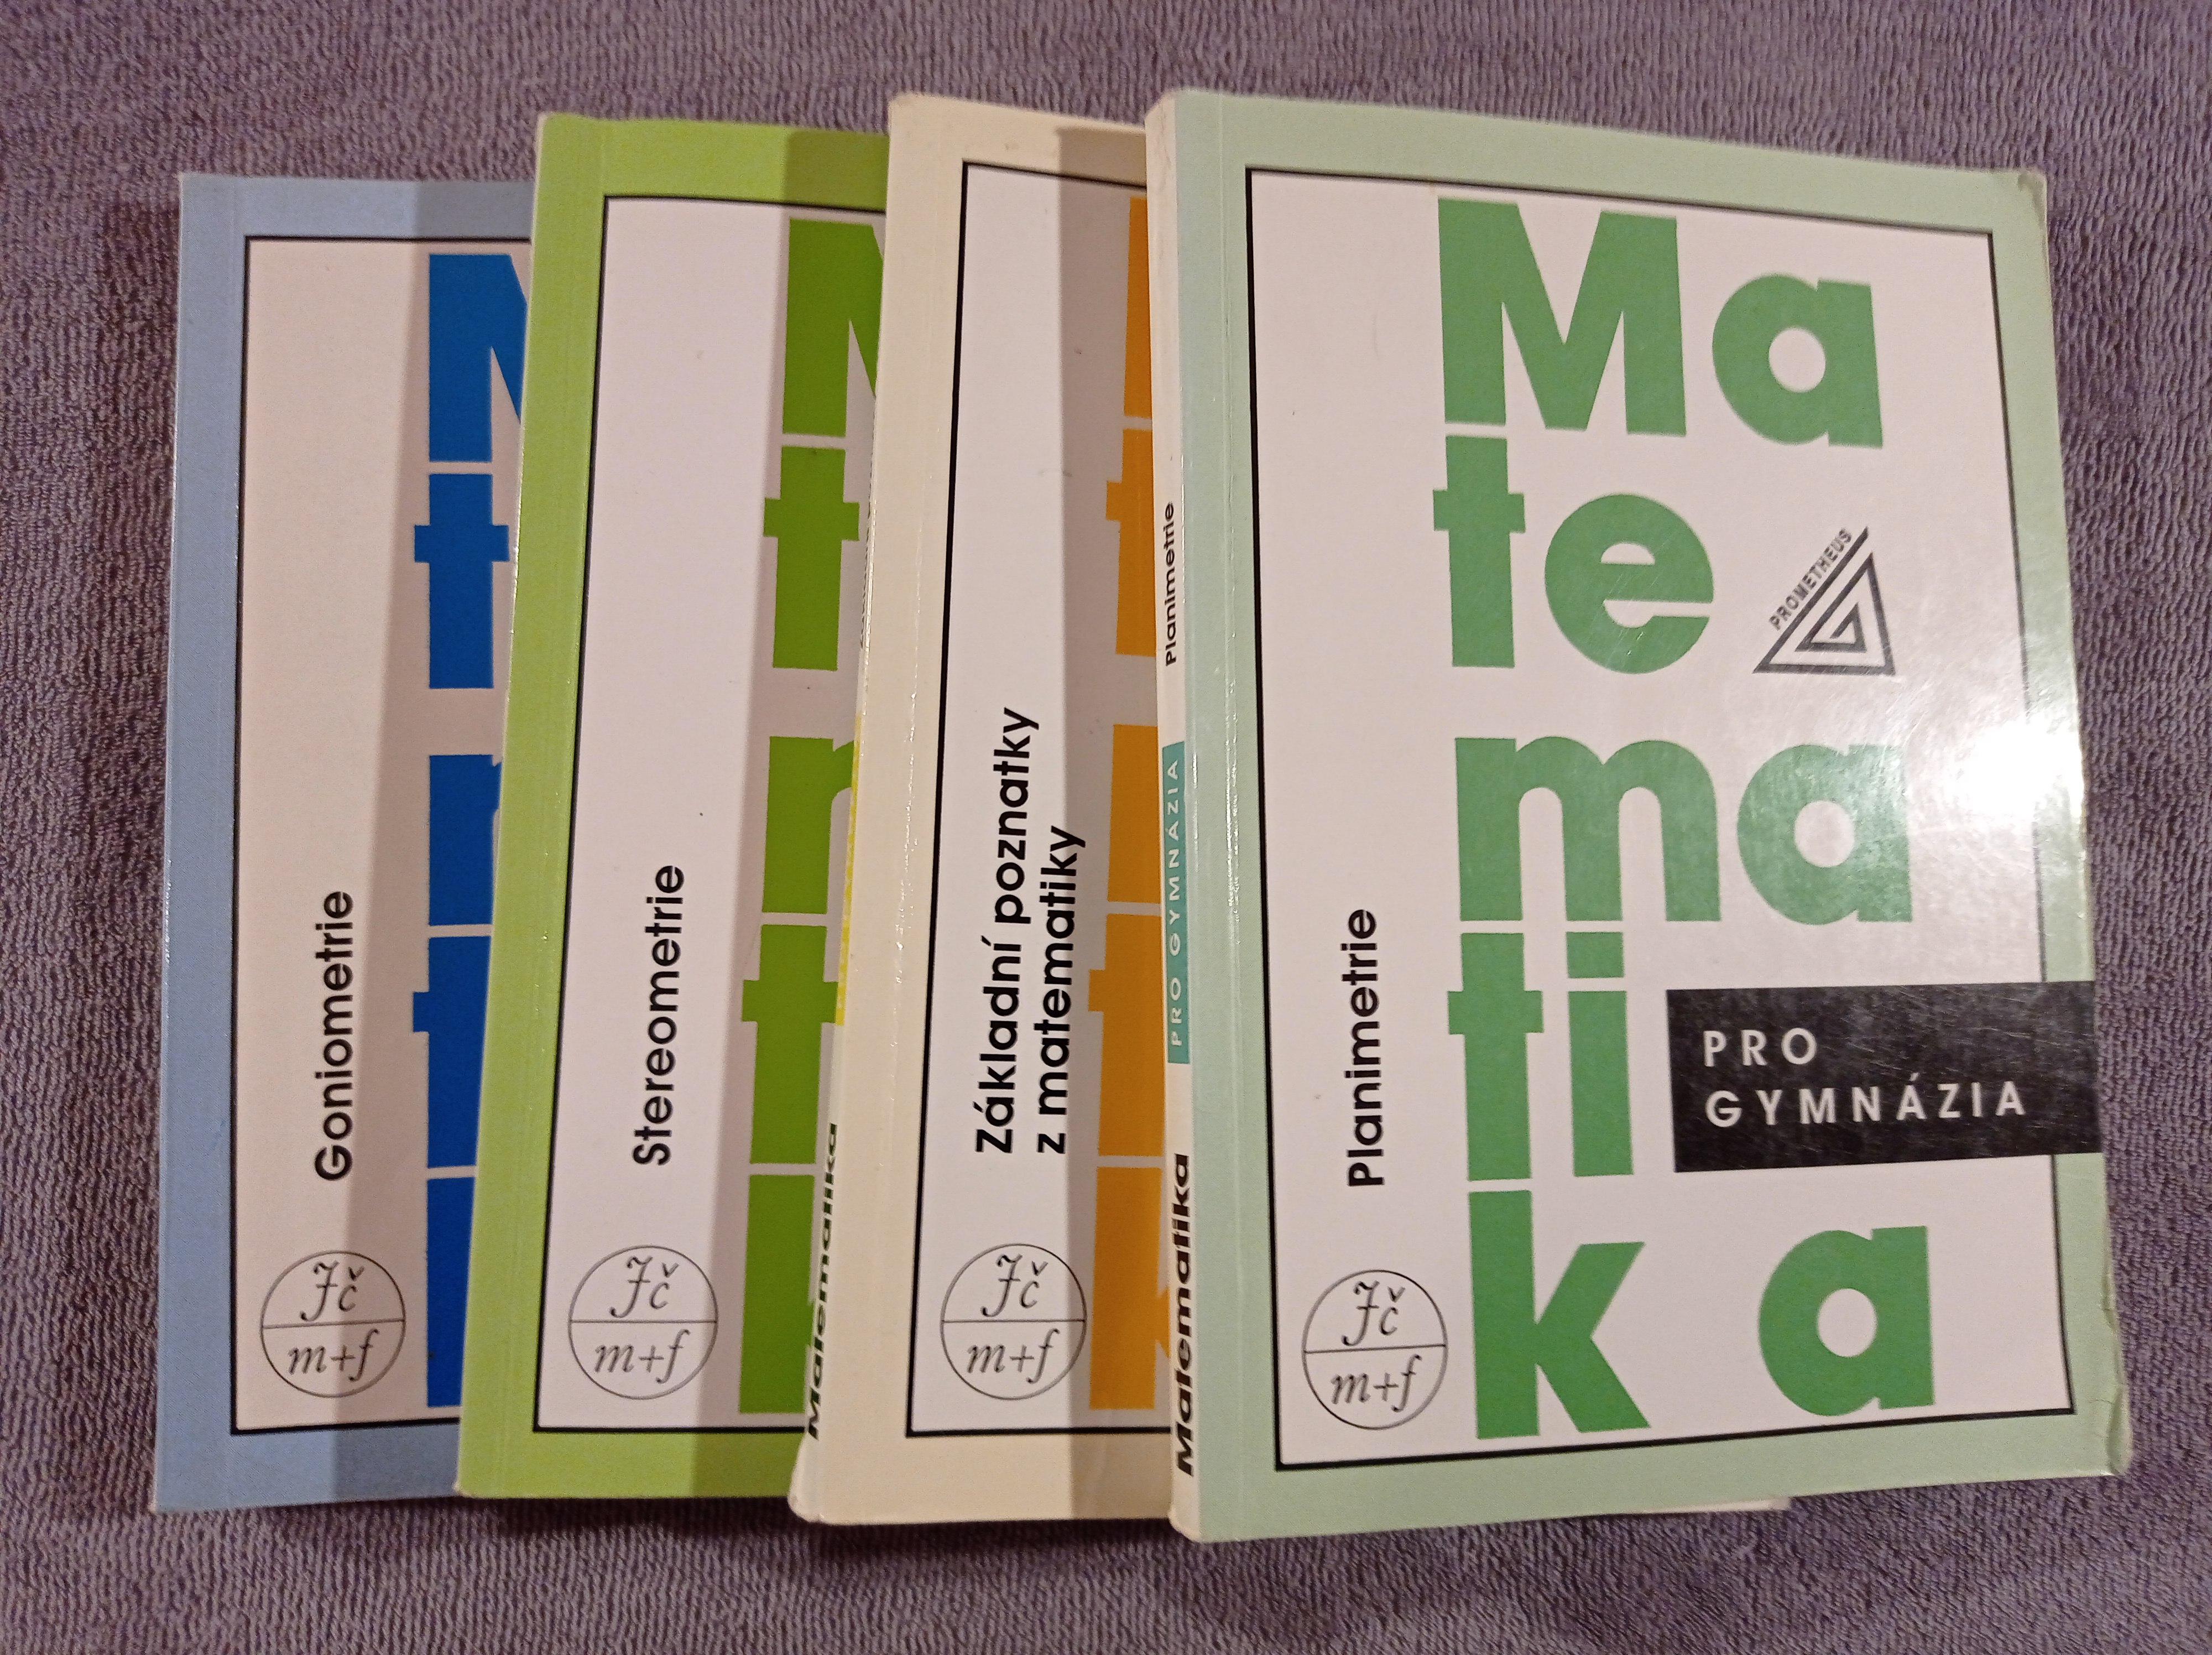 Goniometrie
Jč
m+f
Stereometrie
Jč
m+f
Matematika
Základní poznatky
z matematiky
Jč
m+f
Matematika
PRO GYMNÁZIA
Planimetrie
Ma
te
ma
ti
ka
PROMETHEUS
PRO
GYMNÁZIA
Planimetrie
Jč
m+f